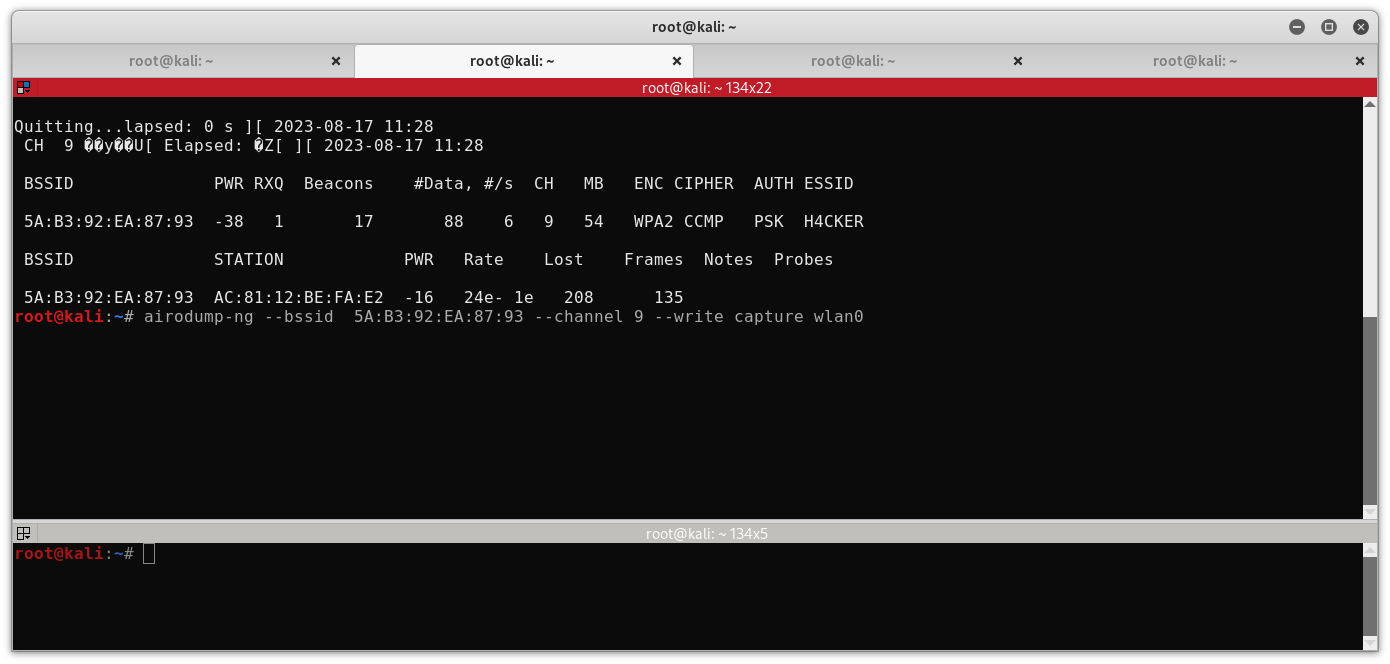 root@kali: ~
root@kali: ~ root@kali: ~ root@kali: ~ root@kali: ~
root@kali: ~ 134x22
Quitting...lapsed: 0 s ][ 2023-08-17 11:28
CH  9 ��y��U[ Elapsed: �Z[ ][ 2023-08-17 11:28
BSSID              PWR RXQ  Beacons    #Data, #/s  CH   MB   ENC CIPHER  AUTH ESSID
5A:B3:92:EA:87:93  -38   1       17       88    6   9   54   WPA2 CCMP   PSK  H4CKER
BSSID              STATION            PWR   Rate    Lost    Frames  Notes  Probes
5A:B3:92:EA:87:93  AC:81:12:BE:FA:E2  -16   24e- 1e   208      135
root@kali:~# airodump-ng --bssid  5A:B3:92:EA:87:93 --channel 9 --write capture wlan0
root@kali: ~ 134x5
root@kali:~#